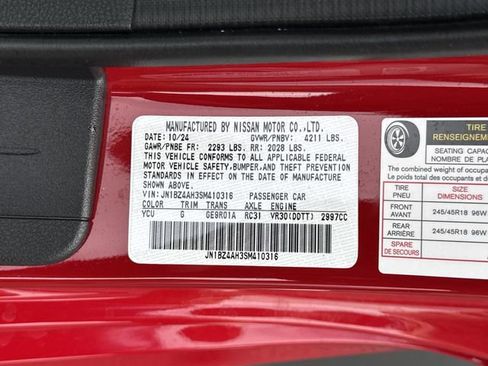 MANUFACTURED BY NISSAN MOTOR CO.,LTD.
DATE: 10/24 GVWR/PNBV: 4211 LBS.
GAWR/PNBE FR: 2293 LBS. RR: 2028 LBS.
THIS VEHICLE CONFORMS TO ALL APPLICABLE FEDERAL
MOTOR VEHICLE SAFETY,BUMPER,AND THEFT PREVENTION
STANDARDS IN EFFECT ON THE DATE OF MANUFACTURE
SHOWN ABOVE.
VIN: JN1BZ4AH3SM410316 PASSENGER CAR
COLOR TRIM TRANS AXLE ENGINE
YCU G GE9R01A RC31 VR30(DDTT) 2997CC
JN1BZ4AH3SM410316
TIRE A
RENSEIGNEMEN
SEATING CAPAC
NOMBRE DE PLA
The combined weight of occupa
Le poids total des occupants et
TIRE SIZE
PNEU DIMENSIONS
FRONT 245/45R18 96W
AVANT
REAR 245/45R18 96W
ARRIÈRE
SPARE
DE SECOURS